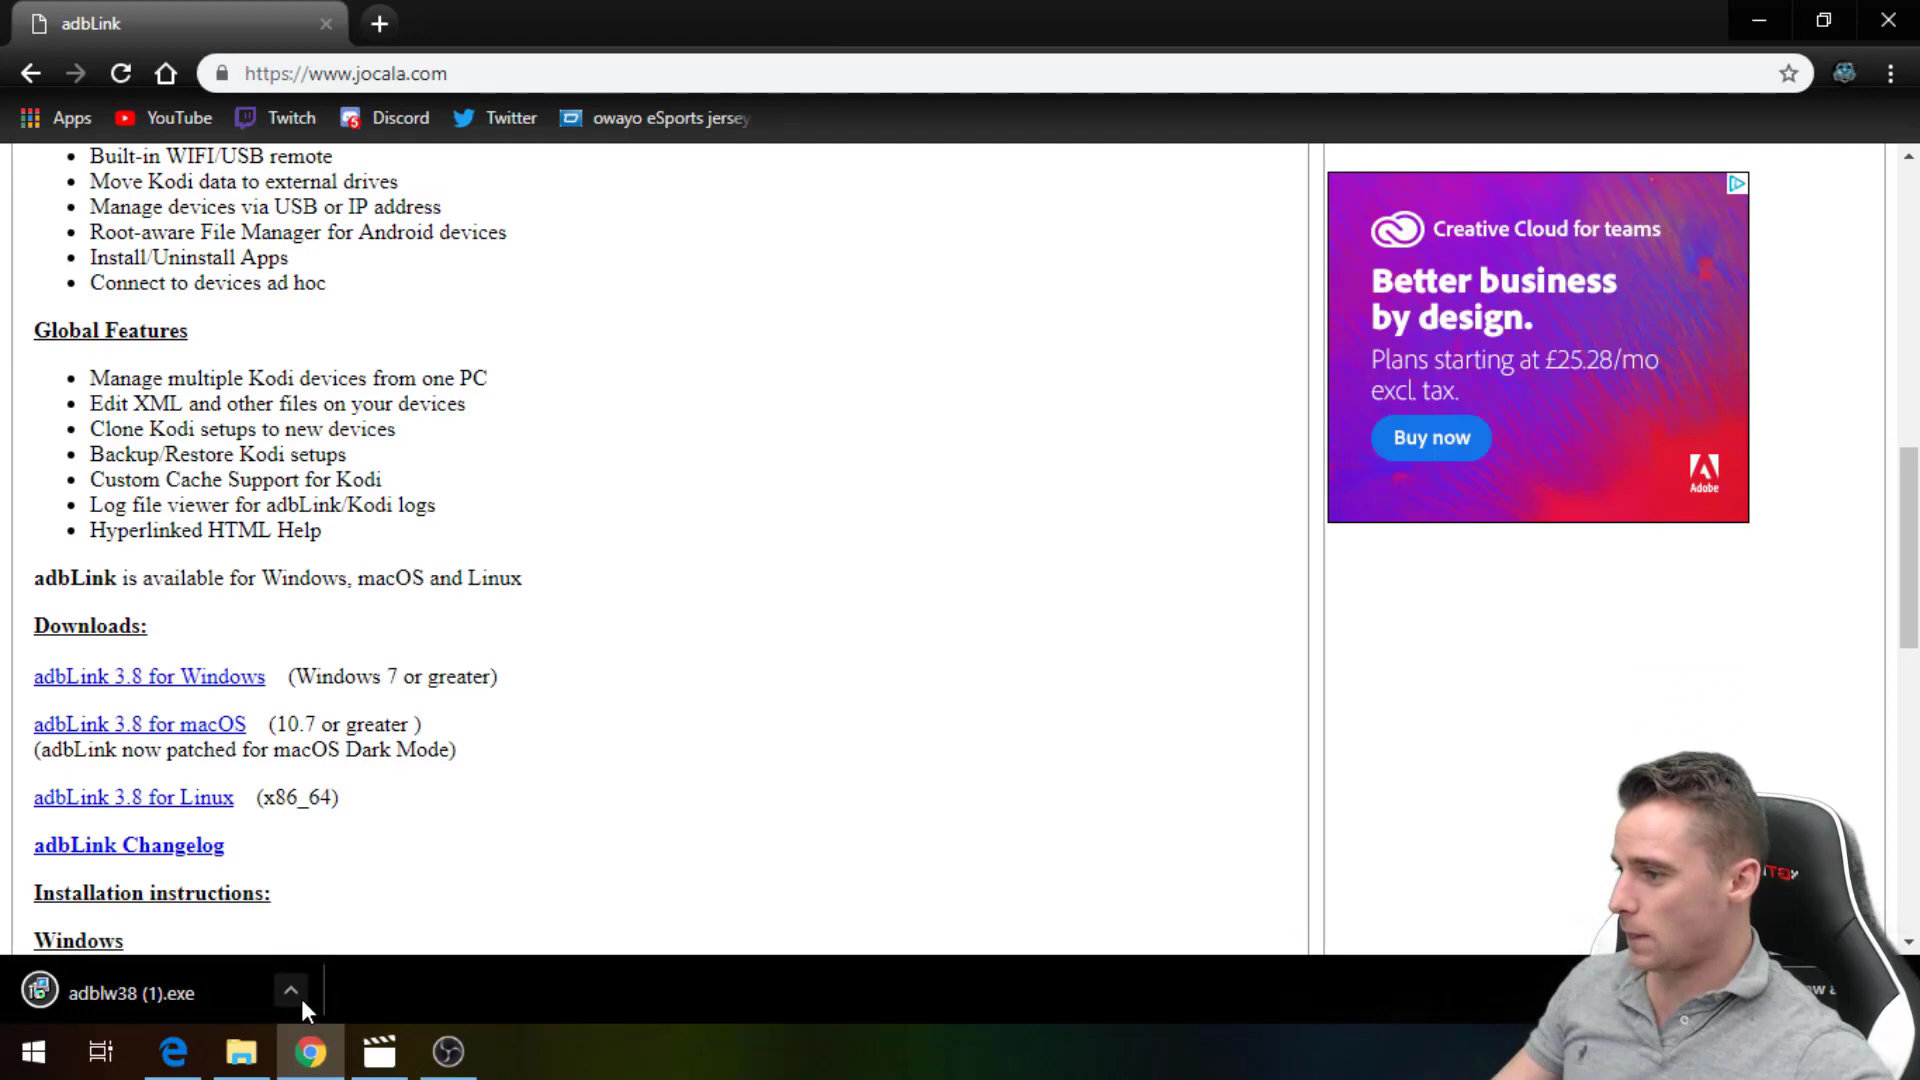 adbLink
https://www.jocala.com
Apps YouTube Twitch Discord Twitter owayo eSports jersey
Built-in WIFI/USB remote
Move Kodi data to external drives
Manage devices via USB or IP address
Root-aware File Manager for Android devices
Install/Uninstall Apps
Connect to devices ad hoc
Global Features
Manage multiple Kodi devices from one PC
Edit XML and other files on your devices
Clone Kodi setups to new devices
Backup/Restore Kodi setups
Custom Cache Support for Kodi
Log file viewer for adbLink/Kodi logs
Hyperlinked HTML Help
adbLink is available for Windows, macOS and Linux
Downloads:
adbLink 3.8 for Windows (Windows 7 or greater)
adbLink 3.8 for macOS (10.7 or greater )
(adbLink now patched for macOS Dark Mode)
adbLink 3.8 for Linux (x86_64)
adbLink Changelog
Installation instructions:
Windows
Creative Cloud for teams
Better business
by design.
Plans starting at £25.28/mo
excl. tax.
Buy now
Adobe
adblw38 (1).exe